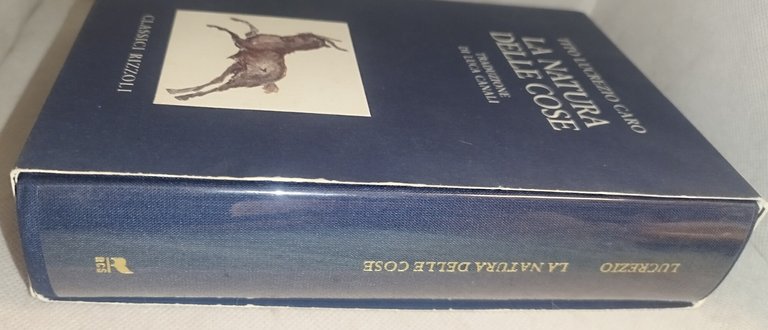 TITO LUCREZIO CARO
LA NATURA
DELLE COSE
TRADUZIONE
DI LUCA CANALI
CLASSICI RIZZOLI
LUCREZIO LA NATURA DELLE COSE